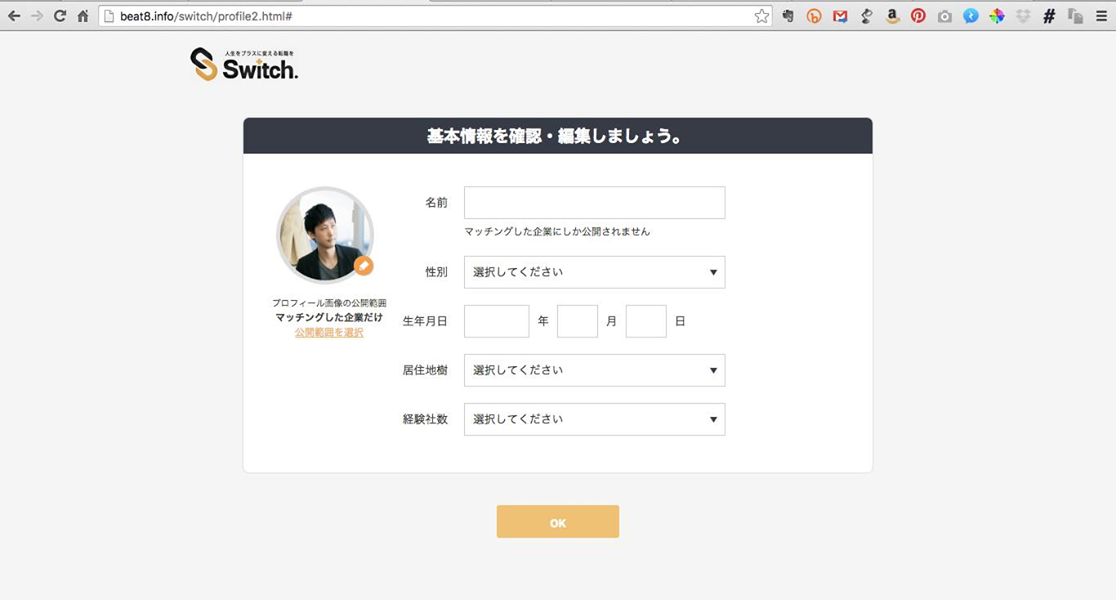 beat8.info/switch/profile2.html#
人生をプラスに変える転職を
Switch.
基本情報を確認・編集しましょう。
名前
マッチングした企業にしか公開されません
性別 選択してください
プロフィール画像の公開範囲
マッチングした企業だけ
公開範囲を選択
生年月日 年 月 日
居住地樹 選択してください
経験社数 選択してください
OK